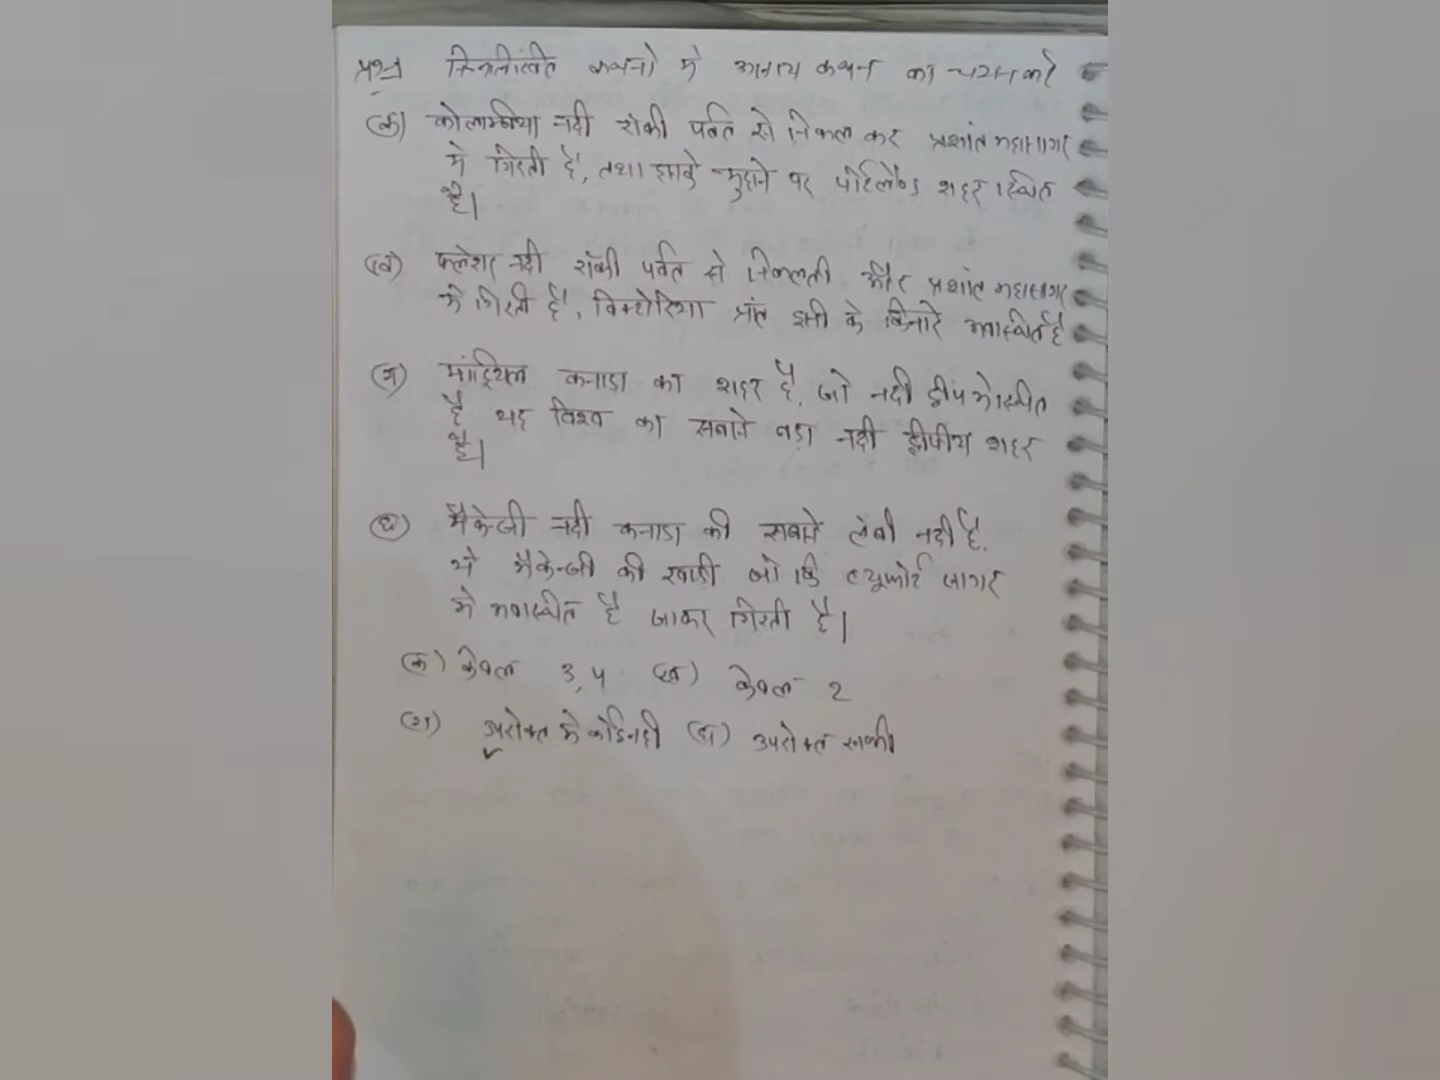 प्रश्न निम्नलिखित कथनो मे असत्य कथन का चयन करे
(क) कोलम्बिया नदी रॉकी पर्वत से निकल कर प्रशांत महासागर
मे गिरती है, तथा इसके मुहाने पर पोर्टलैण्ड शहर स्थित
है।
(ख) फ्लेशर नदी रॉकी पर्वत से निकलती और प्रशांत महासागर
मे गिरती है, विक्टोरिया प्रांत इसी के किनारे अवस्थित है
(ग) मांट्रियल कनाडा का शहर है, जो नदी द्वीप मे स्थित
है यह विश्व का सबसे बड़ा नदी द्वीपीय शहर
है।
(घ) मैकेन्जी नदी कनाडा की सबसे लंबी नदी है.
ये मैकेन्जी की खाड़ी जो कि ब्यूफोर्ट सागर
मे अवस्थित है जाकर गिरती है।
(क) केवल 3,4 (ख) केवल 2
(ग) उपरोक्त मे कोई नही (घ) उपरोक्त सभी